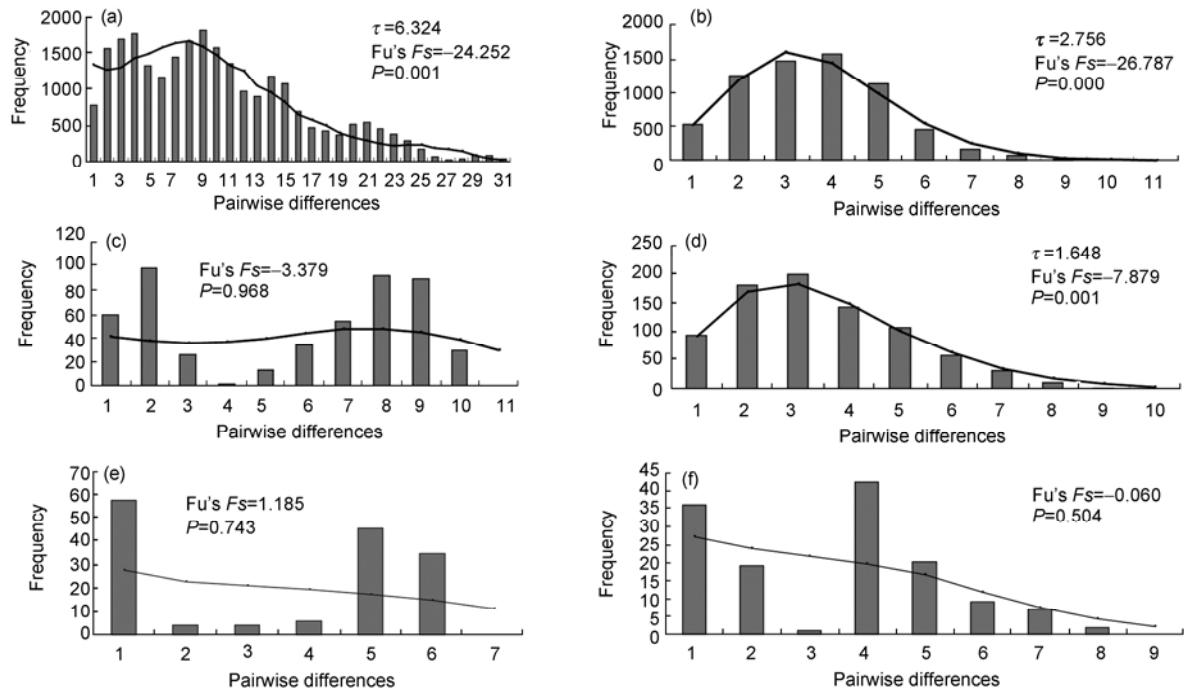 (a)
τ=6.324
Fu's Fs=−24.252
P=0.001
Frequency
2000
1500
1000
500
0
1 3 5 7 9 11 13 15 17 19 21 23 25 27 29 31
Pairwise differences
(b)
τ=2.756
Fu's Fs=−26.787
P=0.000
Frequency
2000
1500
1000
500
0
1 2 3 4 5 6 7 8 9 10 11
Pairwise differences
(c)
Fu's Fs=−3.379
P=0.968
Frequency
120
100
80
60
40
20
0
1 2 3 4 5 6 7 8 9 10 11
Pairwise differences
(d)
τ=1.648
Fu's Fs=−7.879
P=0.001
Frequency
250
200
150
100
50
0
1 2 3 4 5 6 7 8 9 10
Pairwise differences
(e)
Fu's Fs=1.185
P=0.743
Frequency
70
60
50
40
30
20
10
0
1 2 3 4 5 6 7
Pairwise differences
(f)
Fu's Fs=−0.060
P=0.504
Frequency
45
40
35
30
25
20
15
10
5
0
1 2 3 4 5 6 7 8 9
Pairwise differences